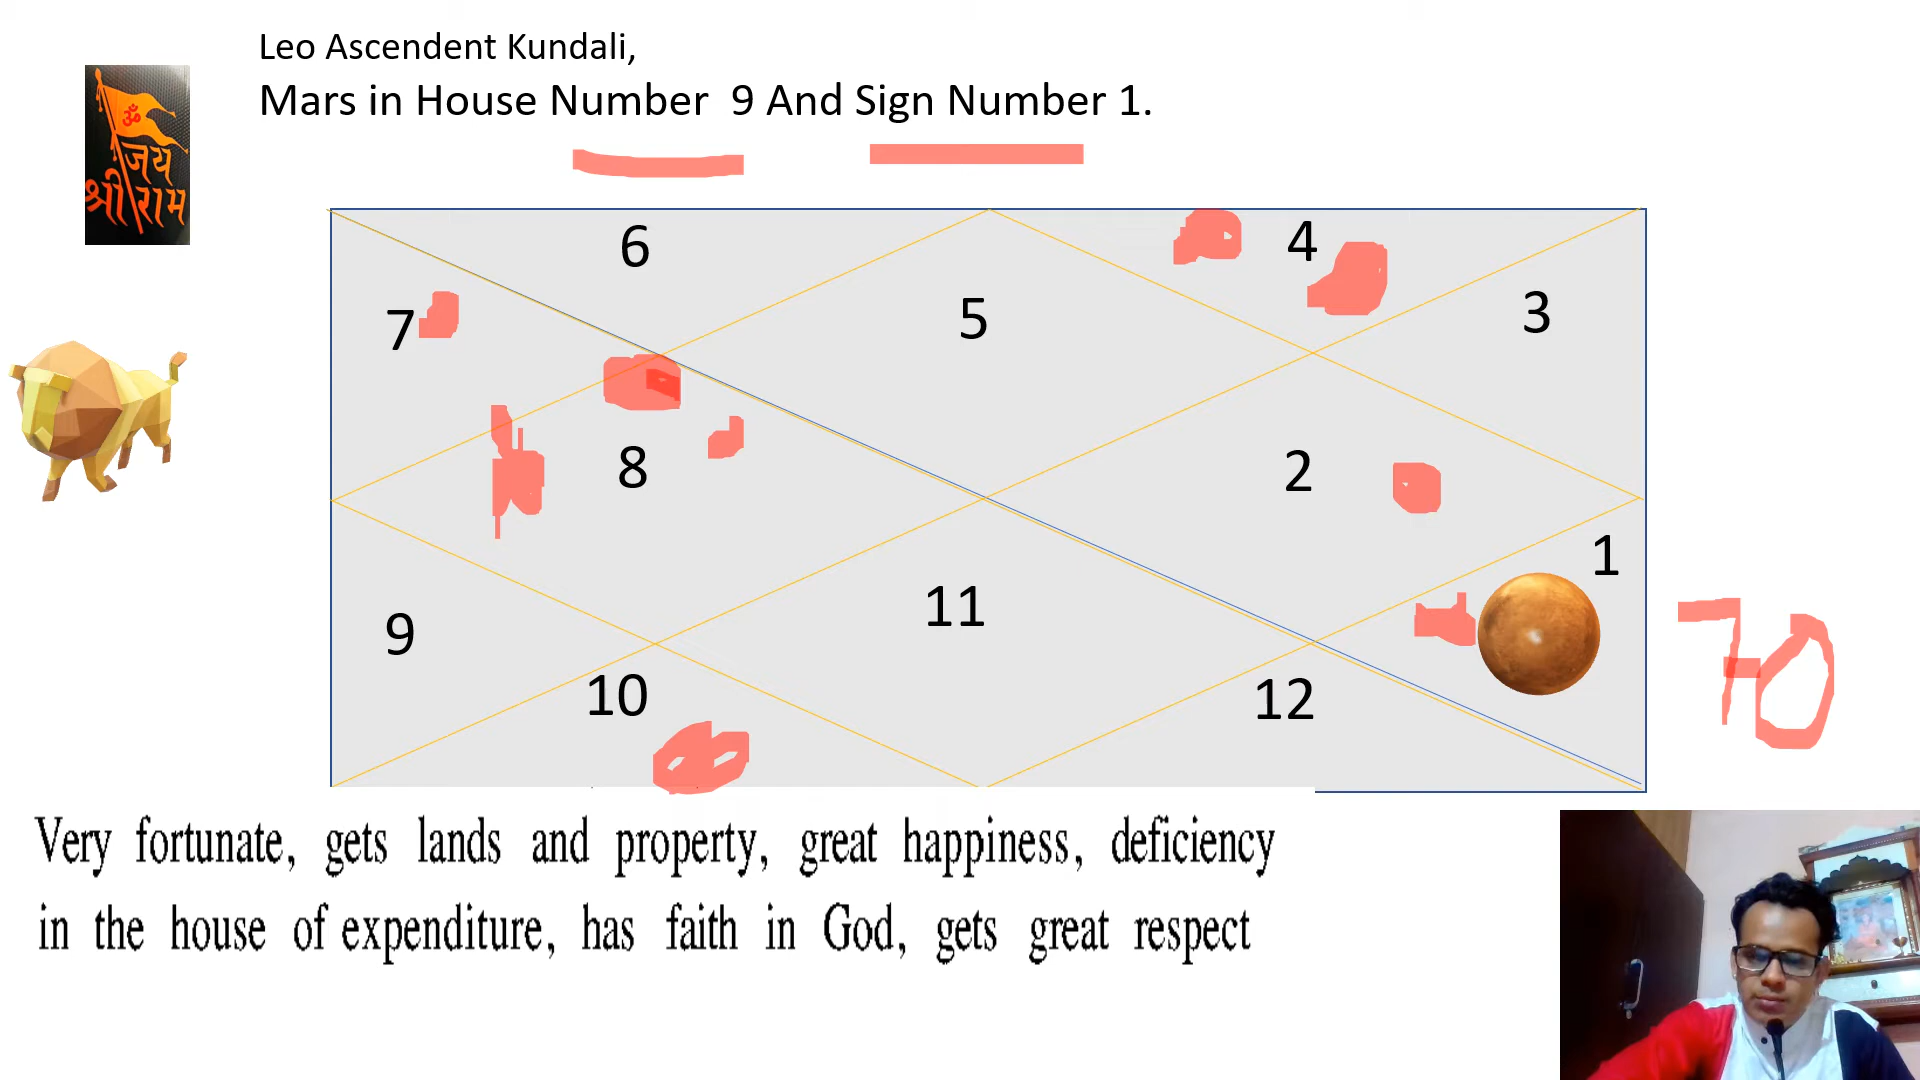 Leo Ascendent Kundali,
Mars in House Number 9 And Sign Number 1.
ॐ
जय
श्री राम
6
4
7
5
3
8
2
1
9
11
10
12
70
Very fortunate, gets lands and property, great happiness, deficiency
in the house of expenditure, has faith in God, gets great respect